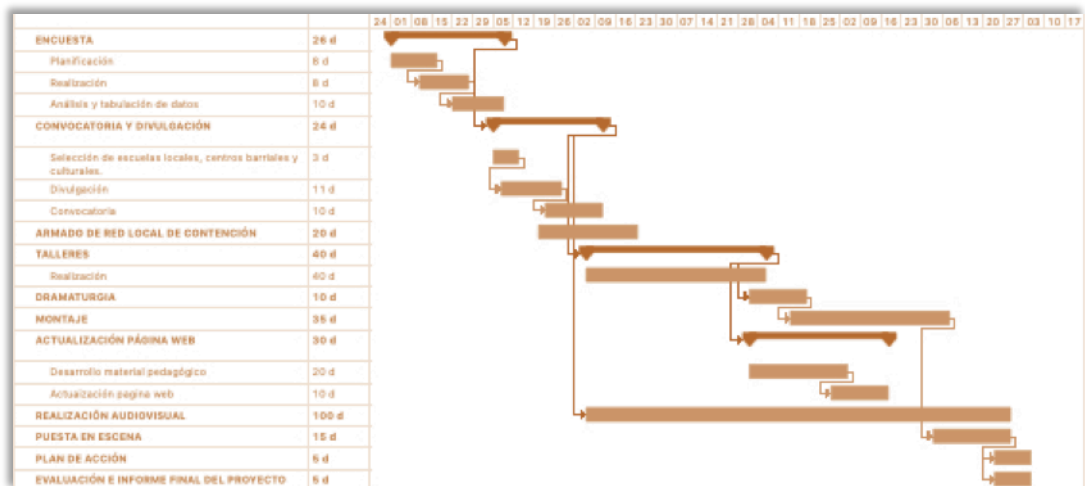 24 01 08 15 22 29 05 12 19 26 02 09 16 23 30 07 14 21 28 04 11 18 25 02 09 16 23 30 06 13 20 27 03 10 17
ENCUESTA 26 d
Planificación 8 d
Realización 8 d
Análisis y tabulación de datos 10 d
CONVOCATORIA Y DIVULGACIÓN 24 d
Selección de escuelas locales, centros barriales y 3 d
culturales.
Divulgación 11 d
Convocatoria 10 d
ARMADO DE RED LOCAL DE CONTENCIÓN 20 d
TALLERES 40 d
Realización 40 d
DRAMATURGIA 10 d
MONTAJE 35 d
ACTUALIZACIÓN PÁGINA WEB 30 d
Desarrollo material pedagógico 20 d
Actuaización pagina web 10 d
REALIZACIÓN AUDIOVISUAL 100 d
PUESTA EN ESCENA 15 d
PLAN DE ACCIÓN 5 d
EVALUACIÓN E INFORME FINAL DEL PROYECTO 5 d